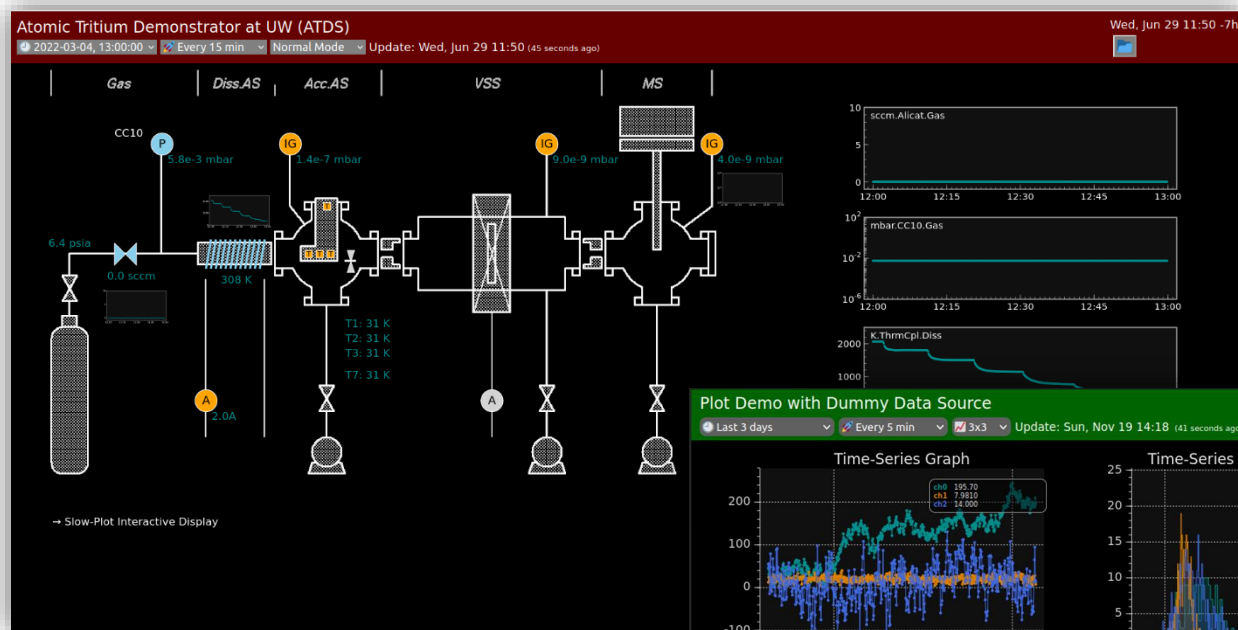 Atomic Tritium Demonstrator at UW (ATDS)
Wed, Jun 29 11:50 -7h
2022-03-04, 13:00:00 Every 15 min Normal Mode Update: Wed, Jun 29 11:50 (45 seconds ago)
Gas Diss.AS Acc.AS VSS MS
CC10
P IG IG IG
5.8e-3 mbar 1.4e-7 mbar 9.0e-9 mbar 4.0e-9 mbar
T
T T T
6.4 psia
0.0 sccm
308 K
T1: 31 K
T2: 31 K
T3: 31 K
T7: 31 K
A
2.0A
A
→ Slow-Plot Interactive Display
10
sccm.Alicat.Gas
5
0
12:00 12:15 12:30 12:45 13:00
10²
mbar.CC10.Gas
10⁻²
10⁻⁶
12:00 12:15 12:30 12:45 13:00
K.ThrmCpl.Diss
2000
1000
Plot Demo with Dummy Data Source
Last 3 days Every 5 min 3x3 Update: Sun, Nov 19 14:18 (41 seconds ago
Time-Series Graph
ch0 195.70
ch1 7.9810
ch2 14.000
200
100
0
-100
Time-Series
25
20
15
10
5